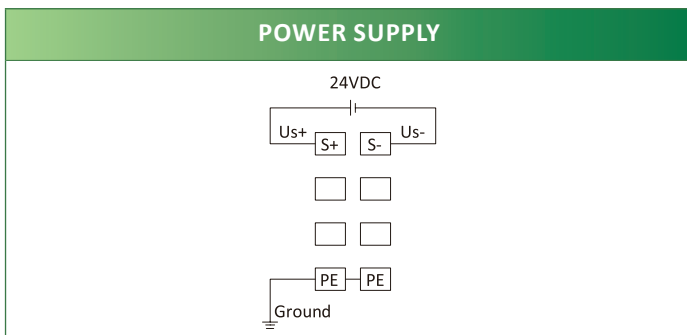 POWER SUPPLY
24VDC
Us+ S+ S- Us-
PE PE
Ground